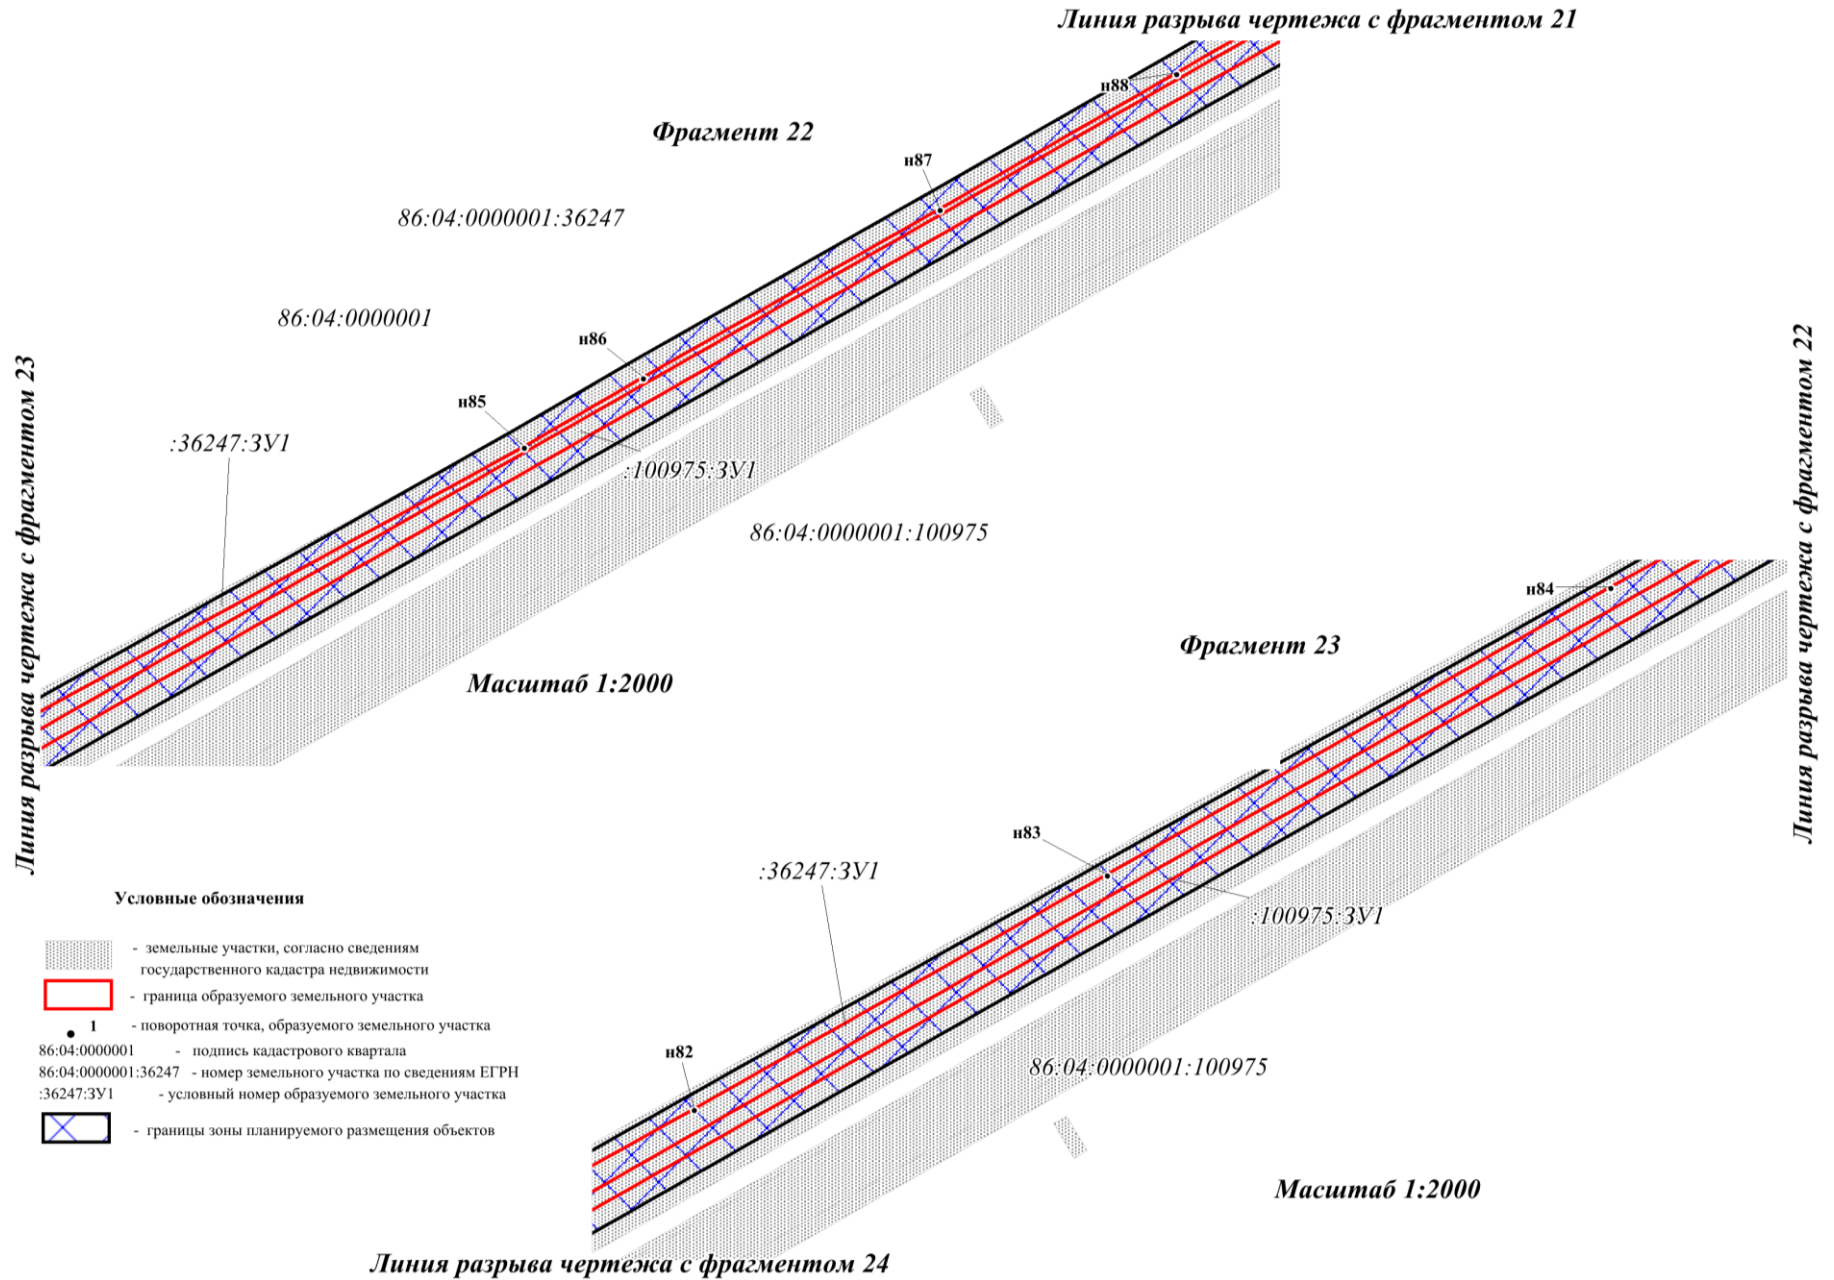 Линия разрыва чертежа с фрагментом 21
н88
Фрагмент 22
н87
86:04:0000001:36247
86:04:0000001
н86
н85
:36247:ЗУ1
:100975:ЗУ1
86:04:0000001:100975
Линия разрыва чертежа с фрагментом 23
Масштаб 1:2000
Линия разрыва чертежа с фрагментом 22
н84
Фрагмент 23
н83
:36247:ЗУ1
:100975:ЗУ1
н82
86:04:0000001:100975
Масштаб 1:2000
Линия разрыва чертежа с фрагментом 24
Условные обозначения
- земельные участки, согласно сведениям
государственного кадастра недвижимости
- граница образуемого земельного участка
1 - поворотная точка, образуемого земельного участка
86:04:0000001 - подпись кадастрового квартала
86:04:0000001:36247 - номер земельного участка по сведениям ЕГРН
:36247:ЗУ1 - условный номер образуемого земельного участка
- границы зоны планируемого размещения объектов